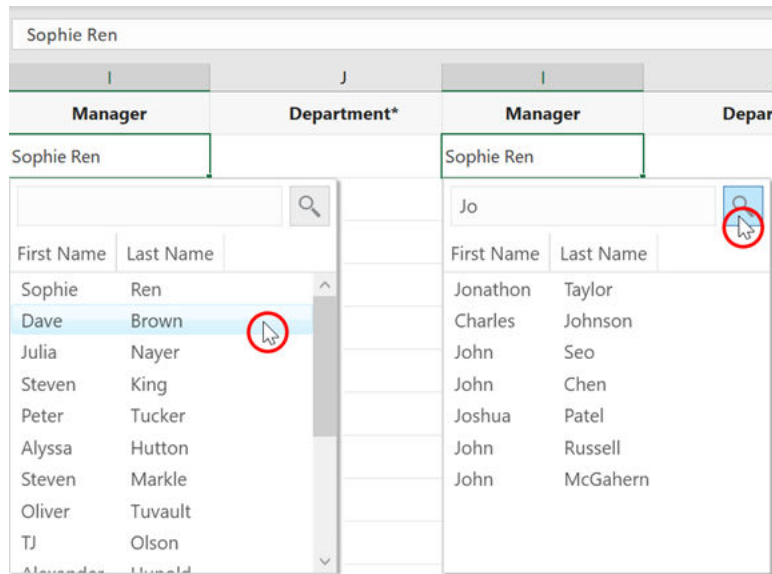 Sophie Ren
I J I
Manager Department* Manager Depar
Sophie Ren Sophie Ren
Jo
First Name Last Name First Name Last Name
Sophie Ren Jonathon Taylor
Dave Brown Charles Johnson
Julia Nayer John Seo
Steven King John Chen
Peter Tucker Joshua Patel
Alyssa Hutton John Russell
Steven Markle John McGahern
Oliver Tuvault
TJ Olson